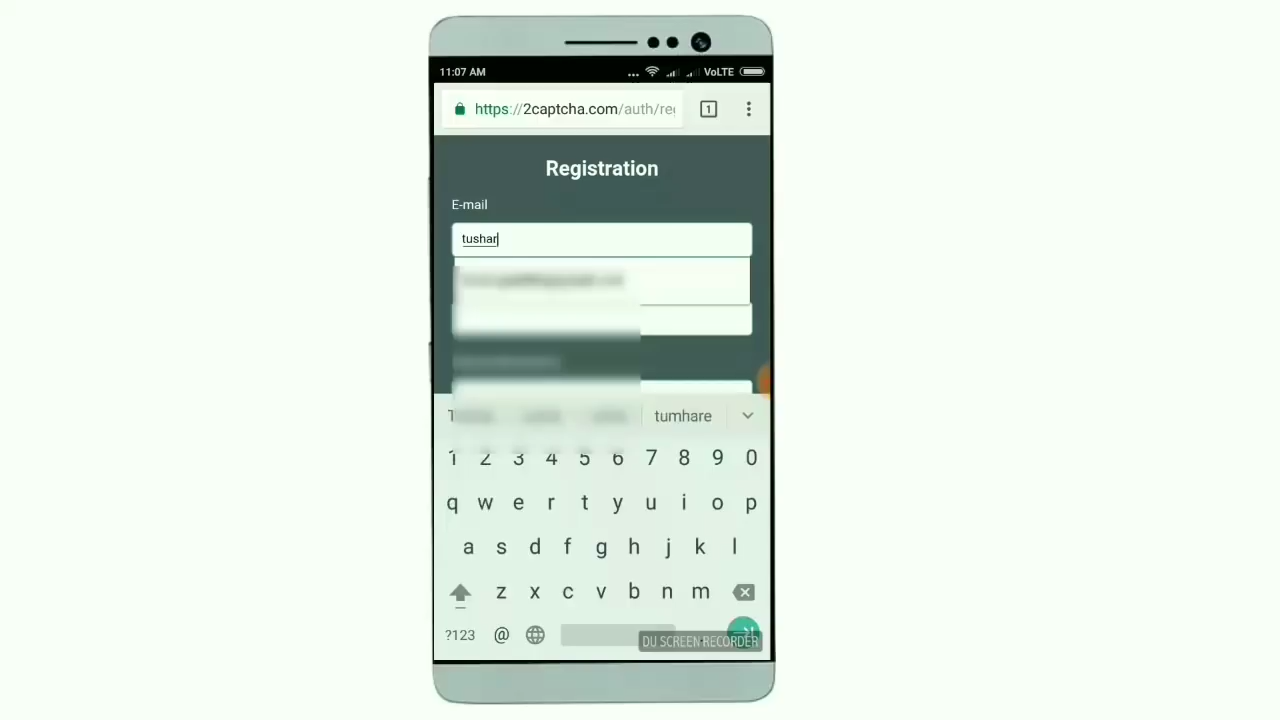 11:07 AM ... VoLTE
https://2captcha.com/auth/re
1
Registration
E-mail
tushar
tumhare
1 2 3 4 5 6 7 8 9 0
q w e r t y u i o p
a s d f g h j k l
z x c v b n m
?123 @
DU SCREEN RECORDER